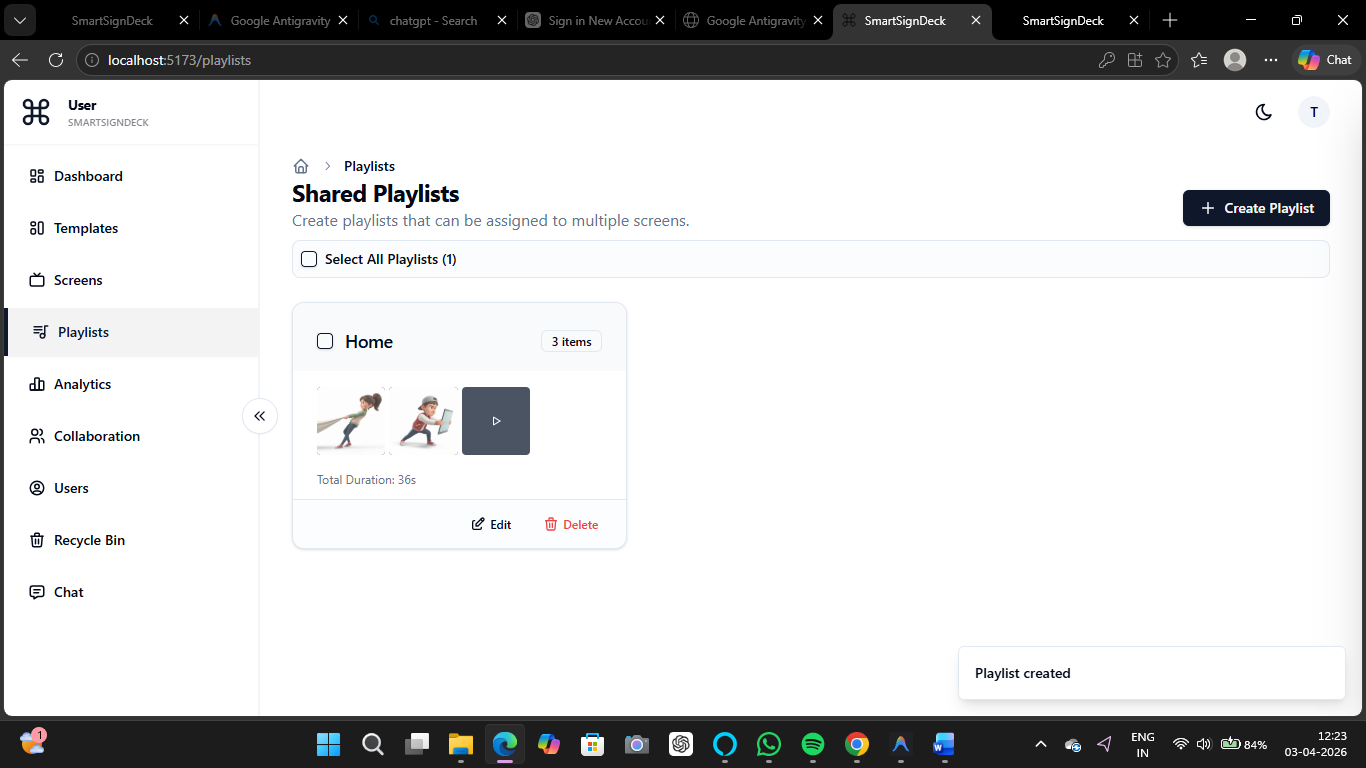 SmartSignDeck
Google Antigravity
chatgpt - Search
Sign in New Accou
Google Antigravity
SmartSignDeck
SmartSignDeck
localhost:5173/playlists
Chat
User
SMARTSIGNDECK
T
Dashboard
Templates
Screens
Playlists
Analytics
Collaboration
Users
Recycle Bin
Chat
Playlists
Shared Playlists
Create playlists that can be assigned to multiple screens.
Create Playlist
Select All Playlists (1)
Home
3 items
Total Duration: 36s
Edit
Delete
Playlist created
1
ENG
IN
84%
12:23
03-04-2026